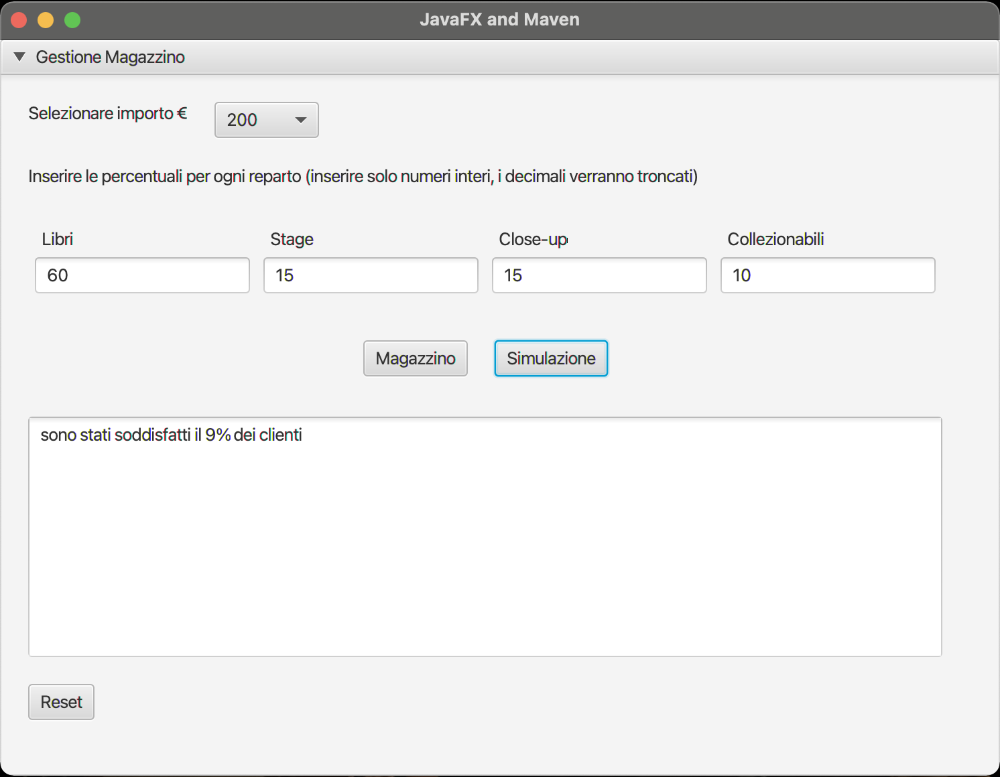 JavaFX and Maven
Gestione Magazzino
Selezionare importo €
200
Inserire le percentuali per ogni reparto (inserire solo numeri interi, i decimali verranno troncati)
Libri Stage Close-up Collezionabili
60 15 15 10
Magazzino Simulazione
sono stati soddisfatti il 9% dei clienti
Reset